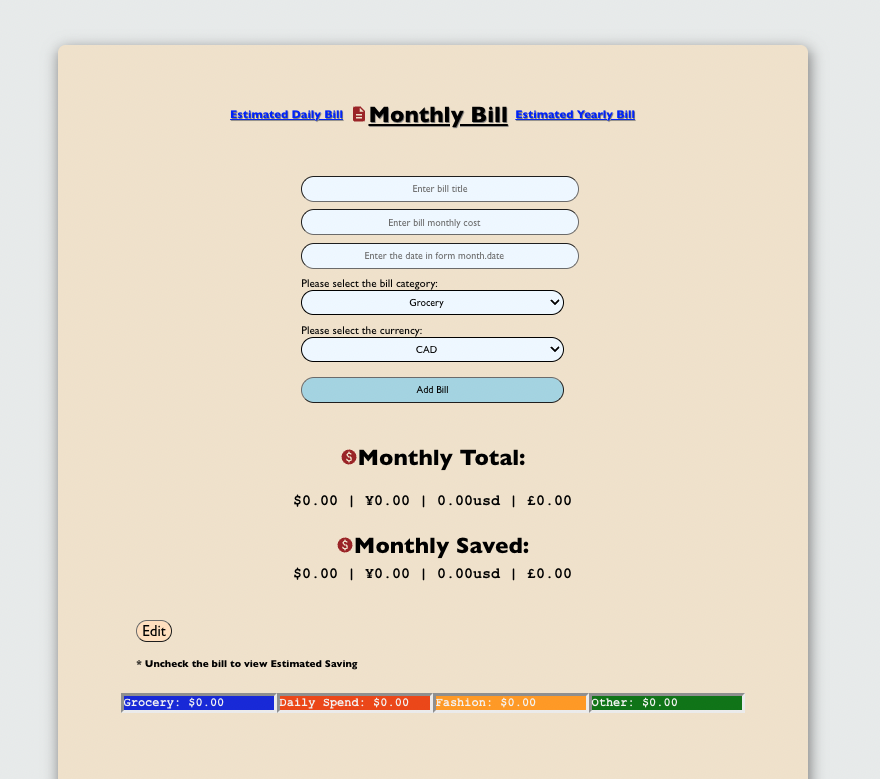 Estimated Daily Bill Monthly Bill Estimated Yearly Bill
Enter bill title
Enter bill monthly cost
Enter the date in form month.date
Please select the bill category:
Grocery
Please select the currency:
CAD
Add Bill
Monthly Total:
$0.00 | ¥0.00 | 0.00usd | £0.00
Monthly Saved:
$0.00 | ¥0.00 | 0.00usd | £0.00
Edit
* Uncheck the bill to view Estimated Saving
Grocery: $0.00 Daily Spend: $0.00 Fashion: $0.00 Other: $0.00